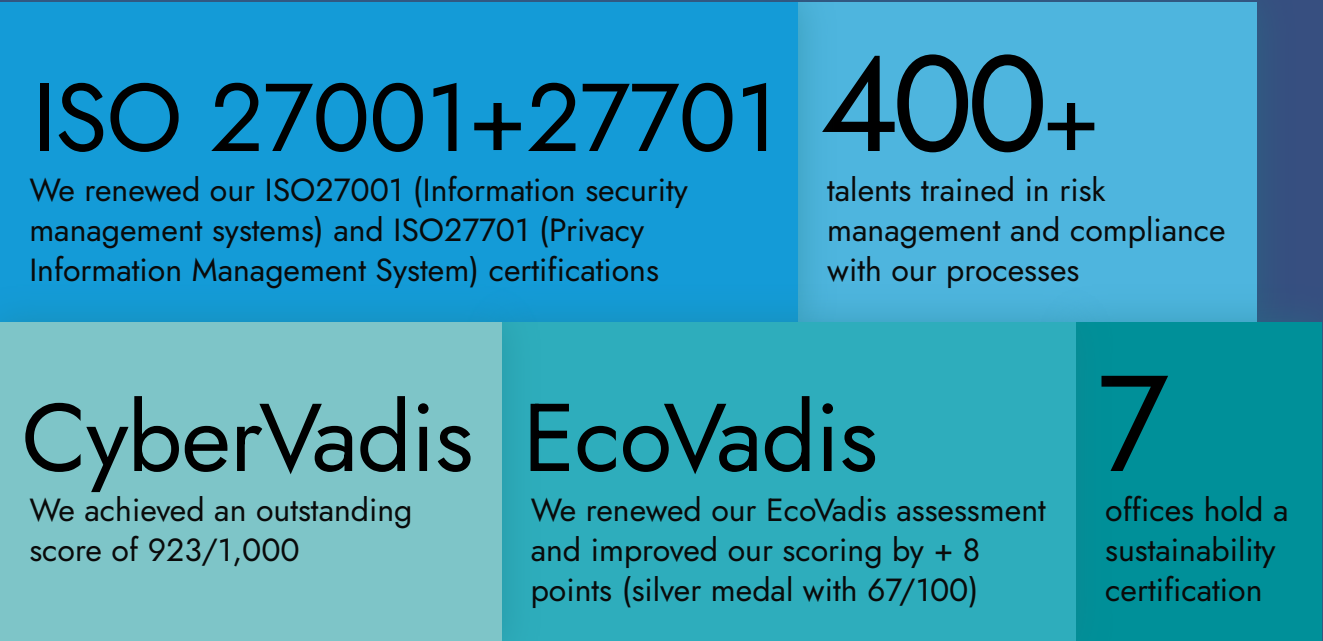 ISO 27001+27701
We renewed our ISO27001 (Information security
management systems) and ISO27701 (Privacy
Information Management System) certifications
400+
talents trained in risk
management and compliance
with our processes
CyberVadis
We achieved an outstanding
score of 923/1,000
EcoVadis
We renewed our EcoVadis assessment
and improved our scoring by + 8
points (silver medal with 67/100)
7
offices hold a
sustainability
certification